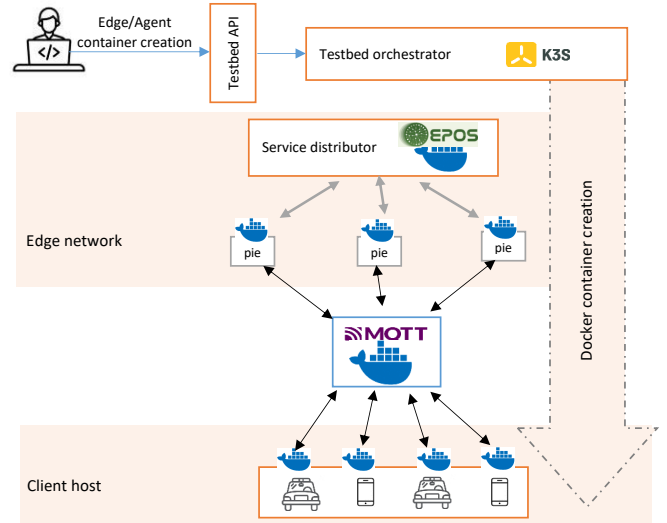 Edge/Agent
container creation
</>
Testbed API
Testbed orchestrator
K3S
EPOS
Service distributor
Edge network
pie
pie
pie
Docker container creation
MQTT
Client host